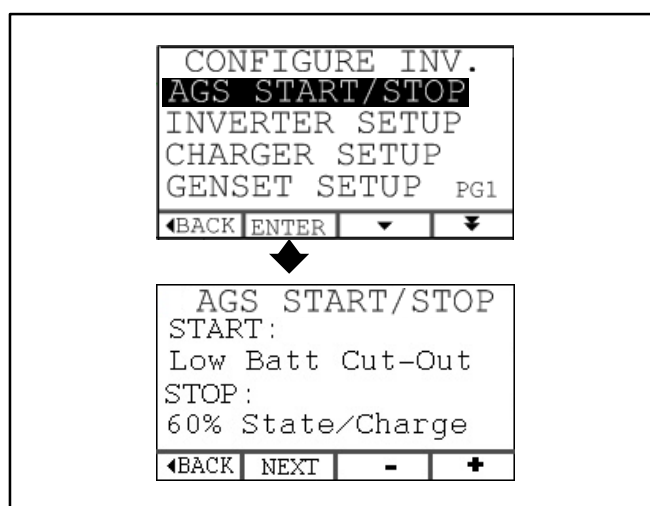 CONFIGURE INV.
AGS START/STOP
INVERTER SETUP
CHARGER SETUP
GENSET SETUP PG1
BACK ENTER
AGS START/STOP
START:
Low Batt Cut-Out
STOP:
60% State/Charge
BACK NEXT - +